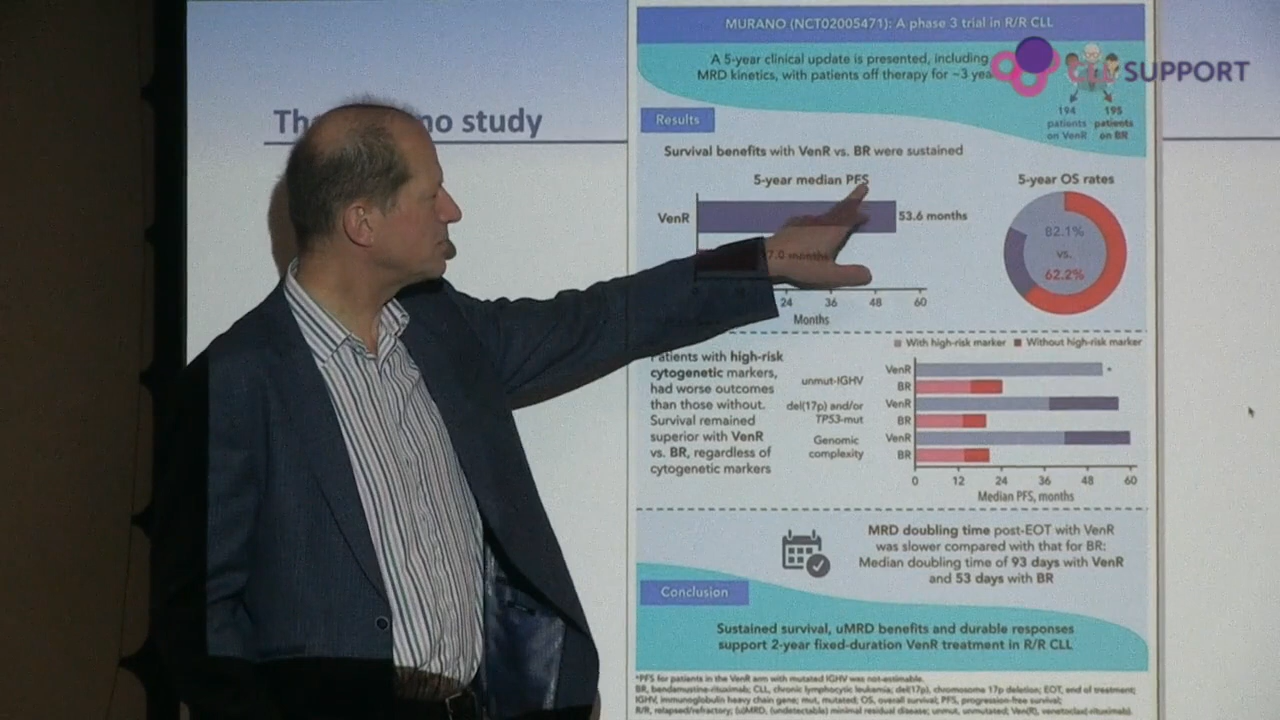 MURANO (NCT02005471): A phase 3 trial in R/R CLL
A 5-year clinical update is presented, including
MRD kinetics, with patients off therapy for ~3
SUPPORT
194 195
patients patients
on VenR on BR
study
Results
Survival benefits with VenR vs. BR were sustained
5-year median PFS
5-year OS rates
VenR
53.6 months
7.0 months
82.1%
vs.
62.2%
24 36 48 60
Months
With high-risk marker Without high-risk marker
Patients with high-risk
cytogenetic markers,
had worse outcomes
than those without.
Survival remained
superior with VenR
vs. BR, regardless of
cytogenetic markers
unmut-IGHV
del(17p) and/or
TP53-mut
Genomic
complexity
VenR *
BR
VenR
BR
VenR
BR
0 12 24 36 48 60
Median PFS, months
MRD doubling time post-EOT with VenR
was slower compared with that for BR:
Median doubling time of 93 days with VenR
and 53 days with BR
Conclusion
Sustained survival, uMRD benefits and durable responses
support 2-year fixed-duration VenR treatment in R/R CLL
*PFS for patients in the VenR arm with mutated IGHV was not-estimable.
BR, bendamustine-rituximab; CLL, chronic lymphocytic leukemia; del(17p), chromosome 17p deletion; EOT, end of treatment;
IGHV, immunoglobulin heavy chain gene; mut, mutated; OS, overall survival; PFS, progression-free survival;
R/R, relapsed/refractory; (u)MRD, (undetectable) minimal residual disease; unmut, unmutated; Ven(R), venetoclax(-rituximab).